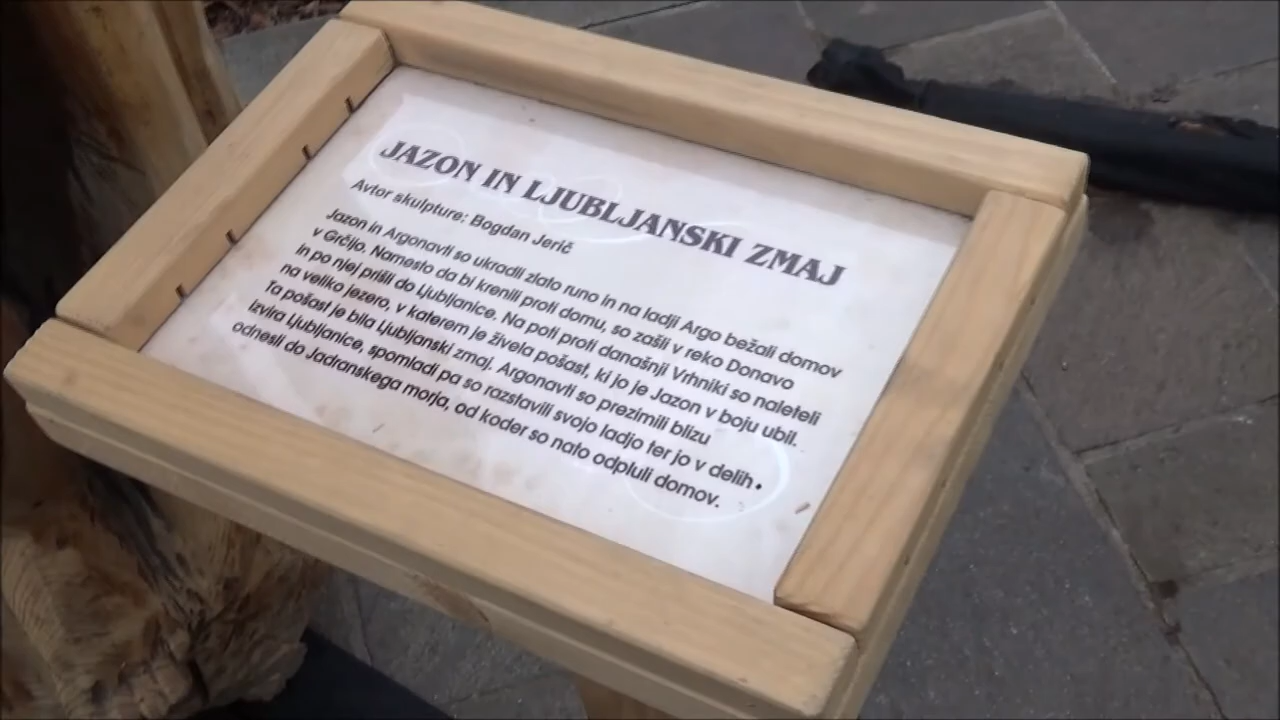 JAZON IN LJUBLJANSKI ZMAJ
Avtor skulpture: Bogdan Jerič
Jazon in Argonavti so ukradli zlato runo in na ladji Argo bežali domov
v Grčijo. Namesto da bi krenili proti domu, so zašli v reko Donavo
in po njej prišli do Ljubljanice. Na poti proti današnji Vrhniki so naleteli
na veliko jezero, v katerem je živela pošast, ki jo je Jazon v boju ubil.
Ta pošast je bila Ljubljanski zmaj. Argonavti so prezimili blizu
izvira Ljubljanice, spomladi pa so razstavili svojo ladjo ter jo v delih
odnesli do Jadranskega morja, od koder so nato odpluli domov.